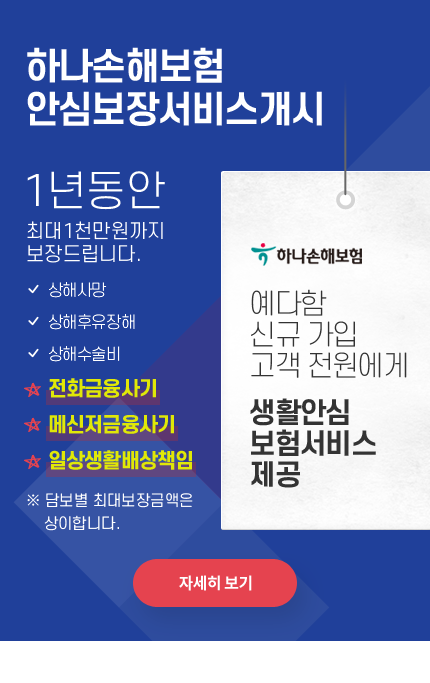 하나손해보험
안심보장서비스개시
1년동안
최대1천만원까지
보장드립니다.
상해사망
상해후유장해
상해수술비
전화금융사기
메신저금융사기
일상생활배상책임
※ 담보별 최대보장금액은
상이합니다.
하나손해보험
예다함
신규 가입
고객 전원에게
생활안심
보험서비스
제공
자세히 보기